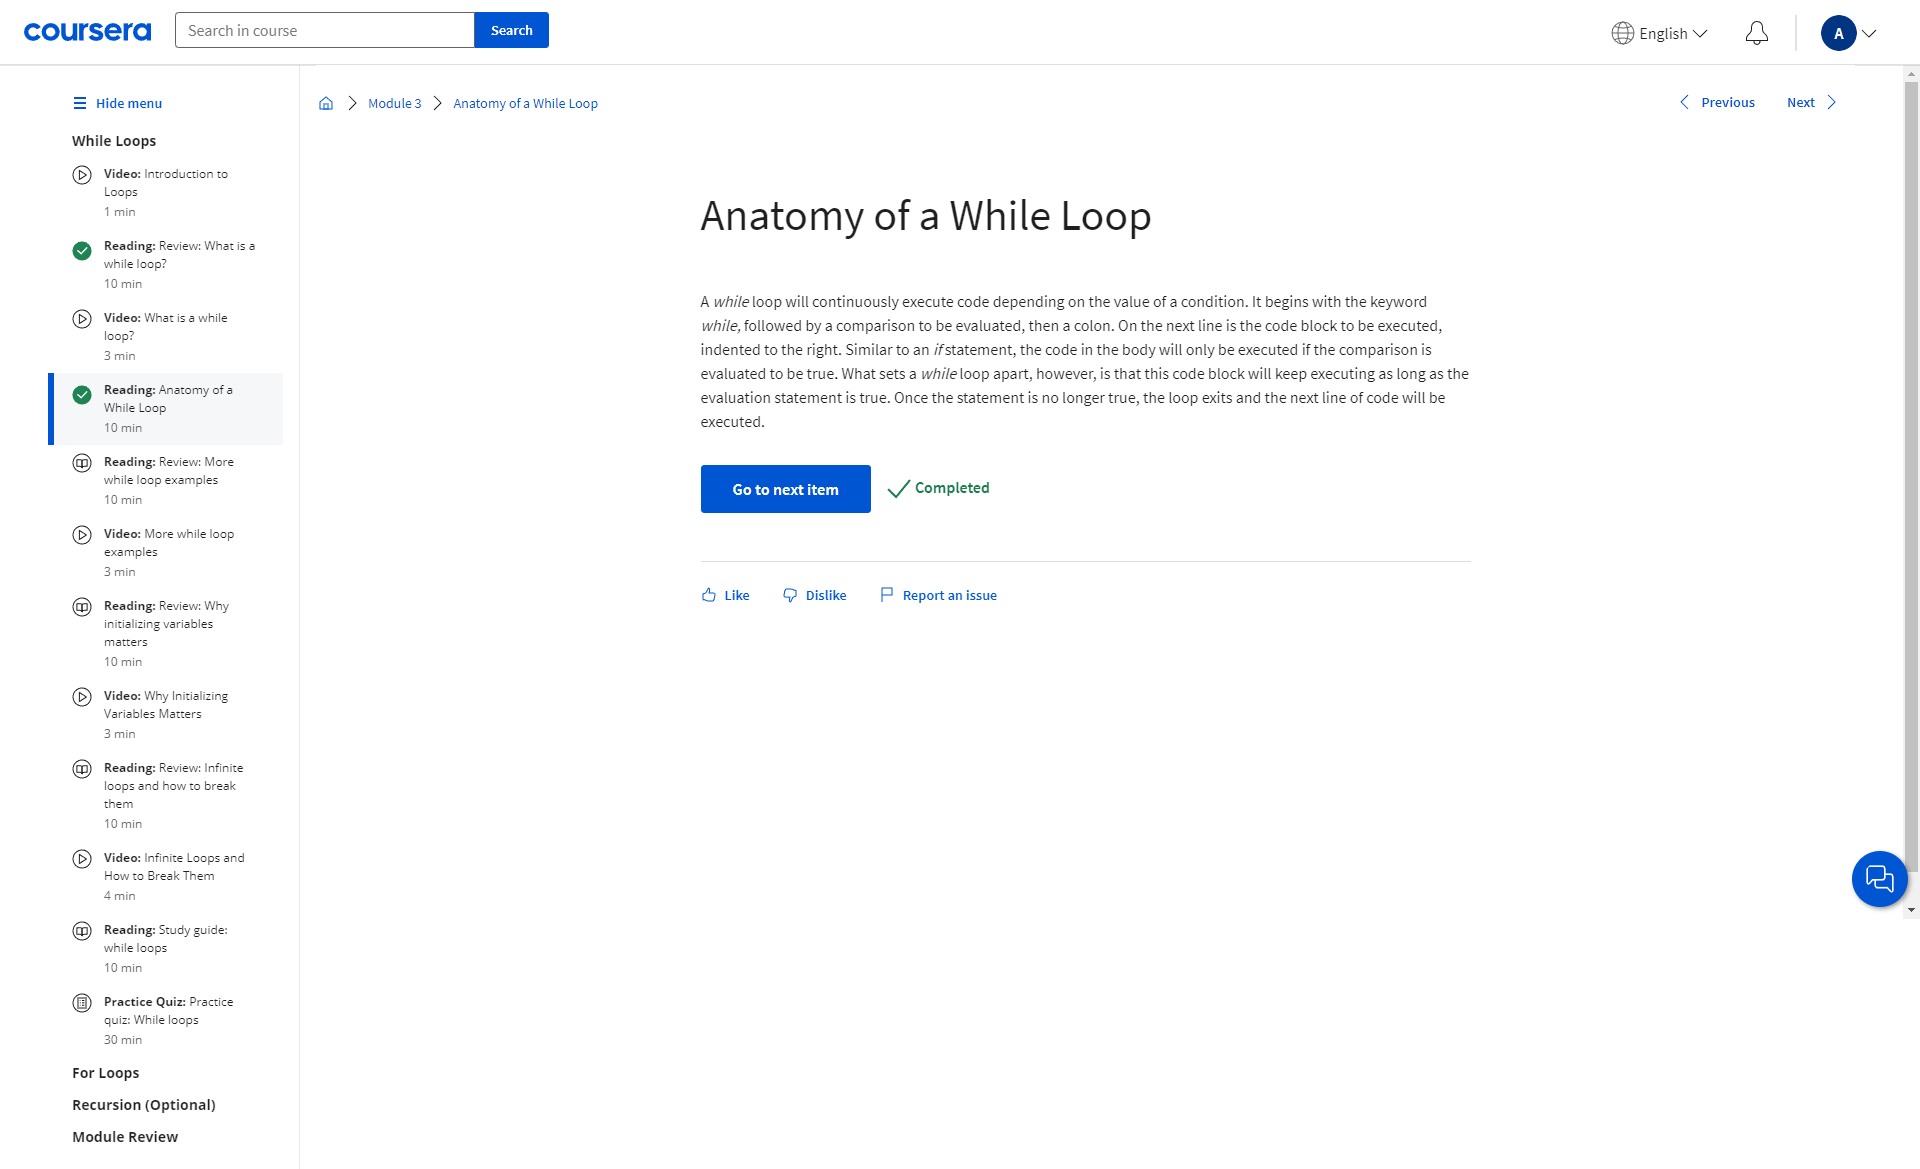 coursera
Search in course
Search
English
A
Hide menu
While Loops
Video: Introduction to
Loops
1 min
Reading: Review: What is a
while loop?
10 min
Video: What is a while
loop?
3 min
Reading: Anatomy of a
While Loop
10 min
Reading: Review: More
while loop examples
10 min
Video: More while loop
examples
3 min
Reading: Review: Why
initializing variables
matters
10 min
Video: Why Initializing
Variables Matters
3 min
Reading: Review: Infinite
loops and how to break
them
10 min
Video: Infinite Loops and
How to Break Them
4 min
Reading: Study guide:
while loops
10 min
Practice Quiz: Practice
quiz: While loops
30 min
For Loops
Recursion (Optional)
Module Review
Module 3
Anatomy of a While Loop
Previous
Next
Anatomy of a While Loop
A while loop will continuously execute code depending on the value of a condition. It begins with the keyword
while, followed by a comparison to be evaluated, then a colon. On the next line is the code block to be executed,
indented to the right. Similar to an if statement, the code in the body will only be executed if the comparison is
evaluated to be true. What sets a while loop apart, however, is that this code block will keep executing as long as the
evaluation statement is true. Once the statement is no longer true, the loop exits and the next line of code will be
executed.
Go to next item
Completed
Like
Dislike
Report an issue